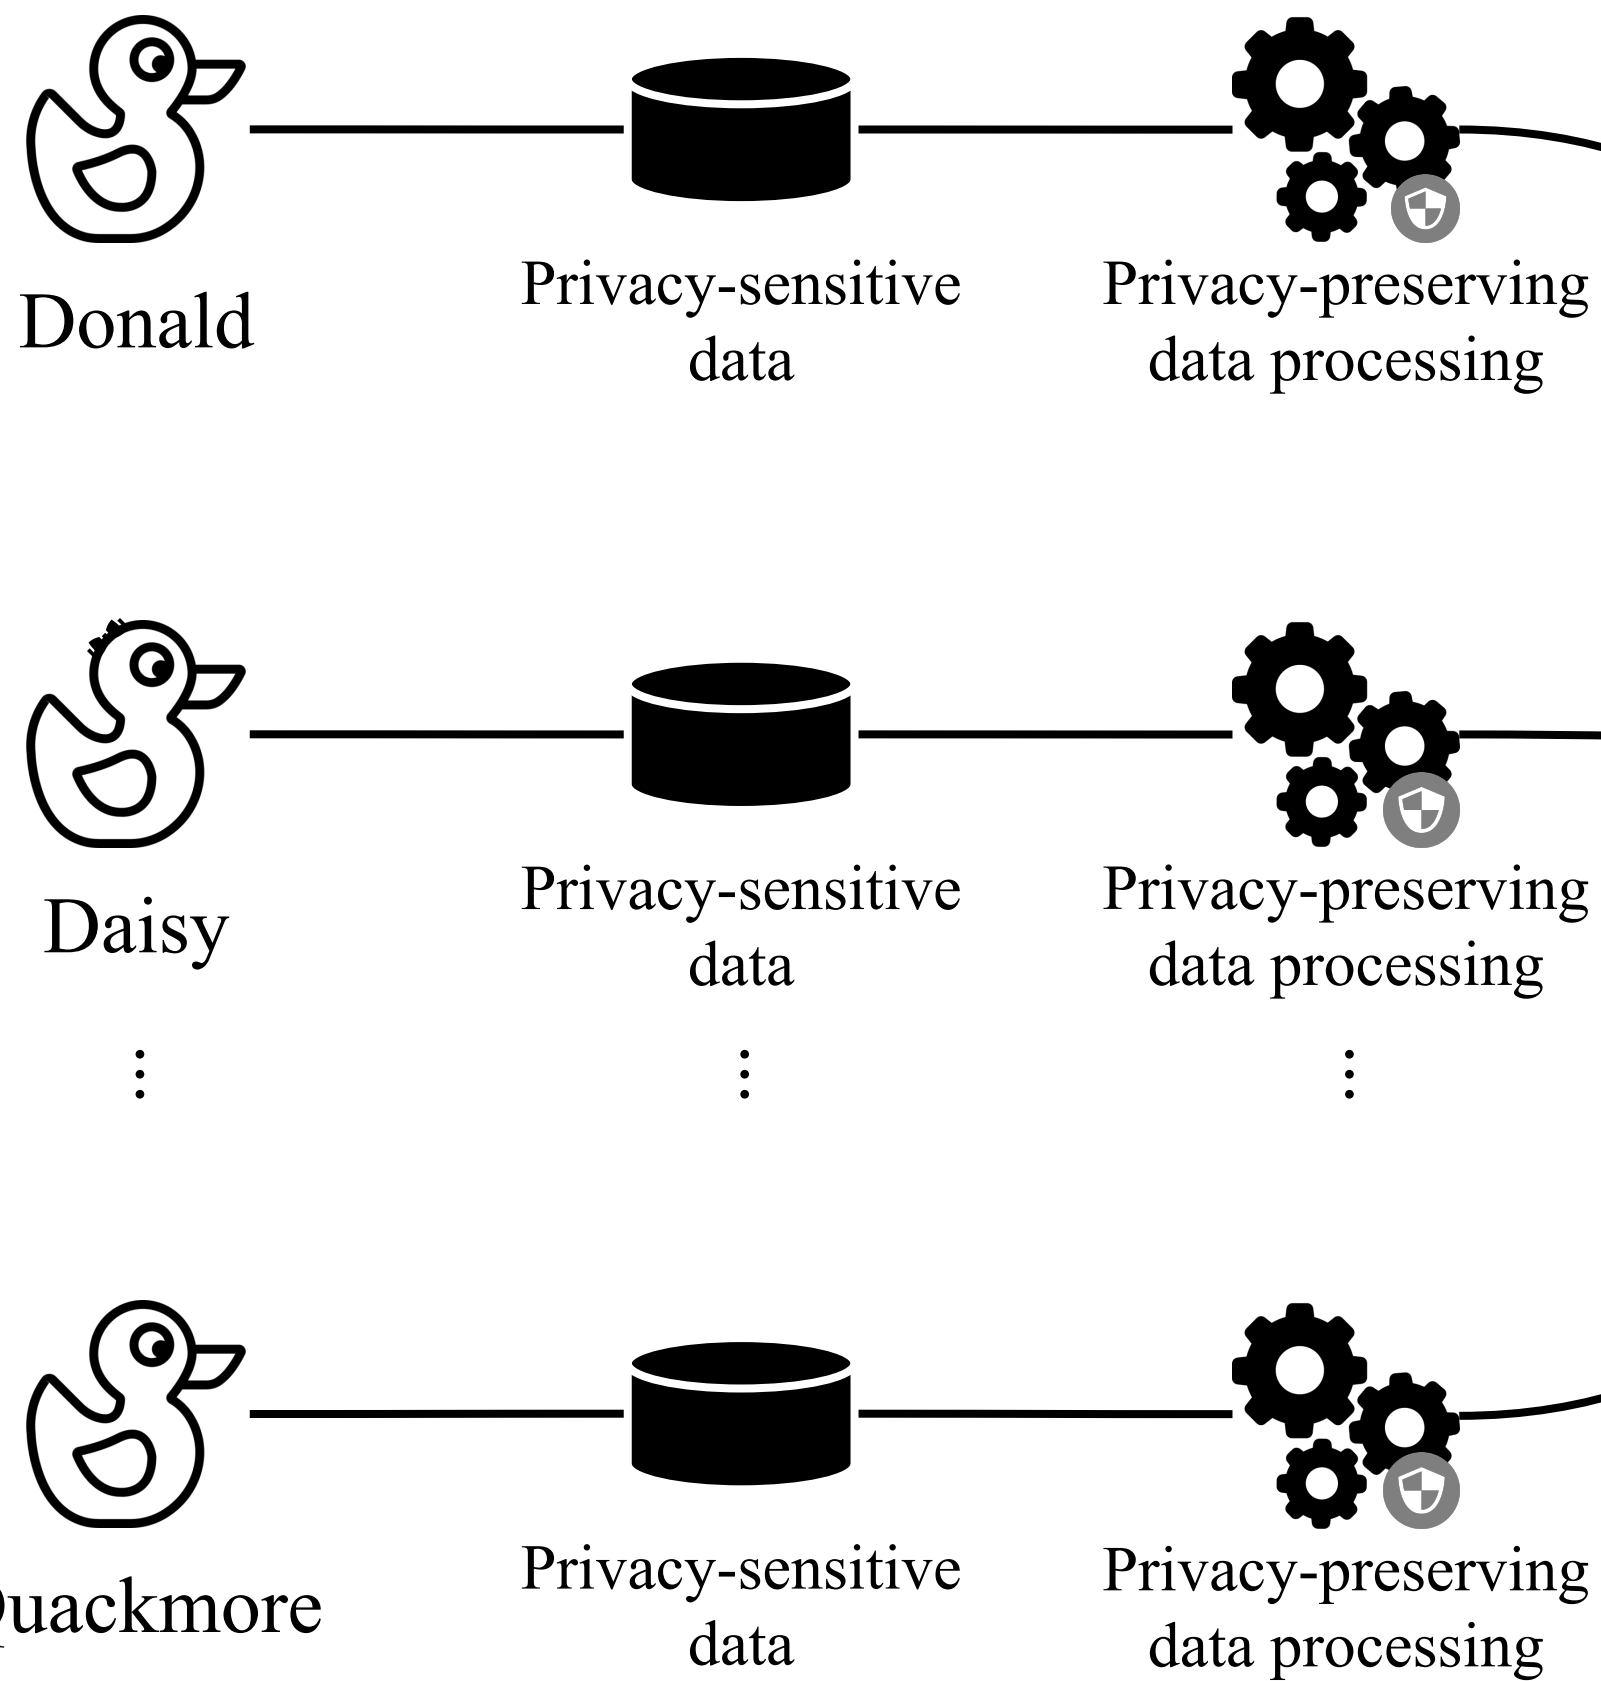 Donald
Privacy-sensitive
data
Privacy-preserving
data processing
Daisy
Privacy-sensitive
data
Privacy-preserving
data processing
Quackmore
Privacy-sensitive
data
Privacy-preserving
data processing